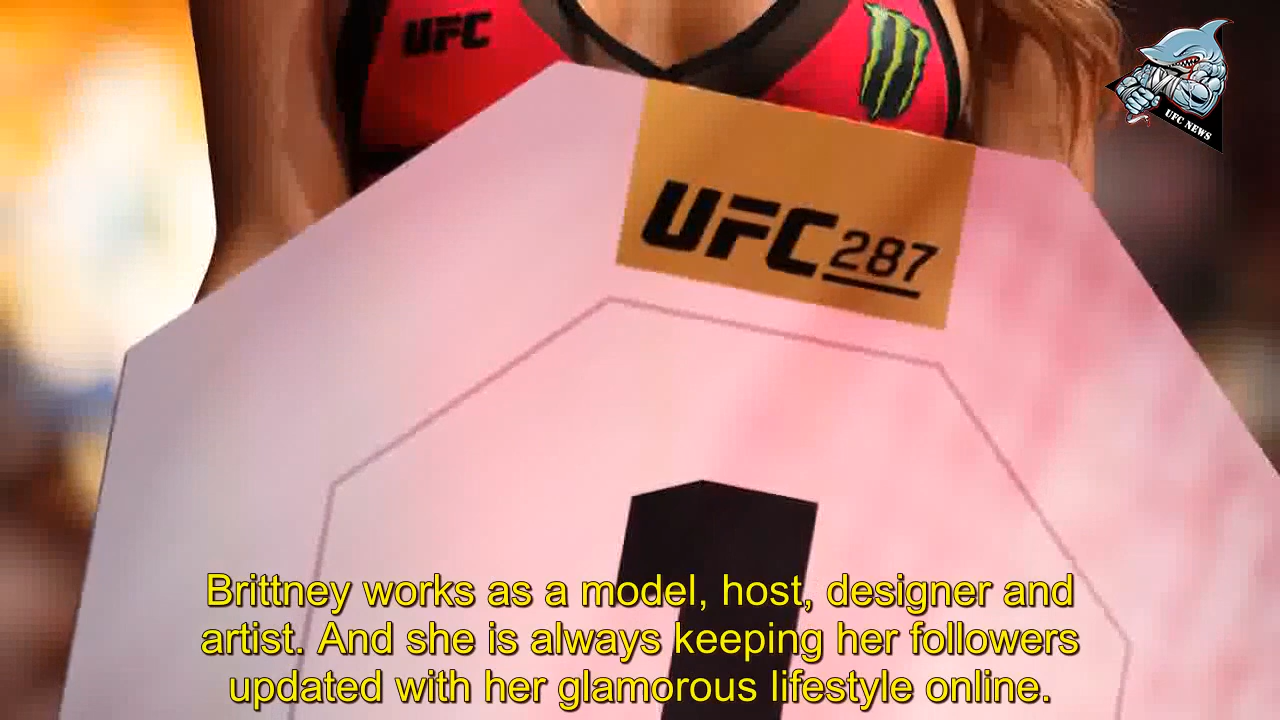 UFC
UFC NEWS
UFC 287
Brittney works as a model, host, designer and
artist. And she is always keeping her followers
updated with her glamorous lifestyle online.